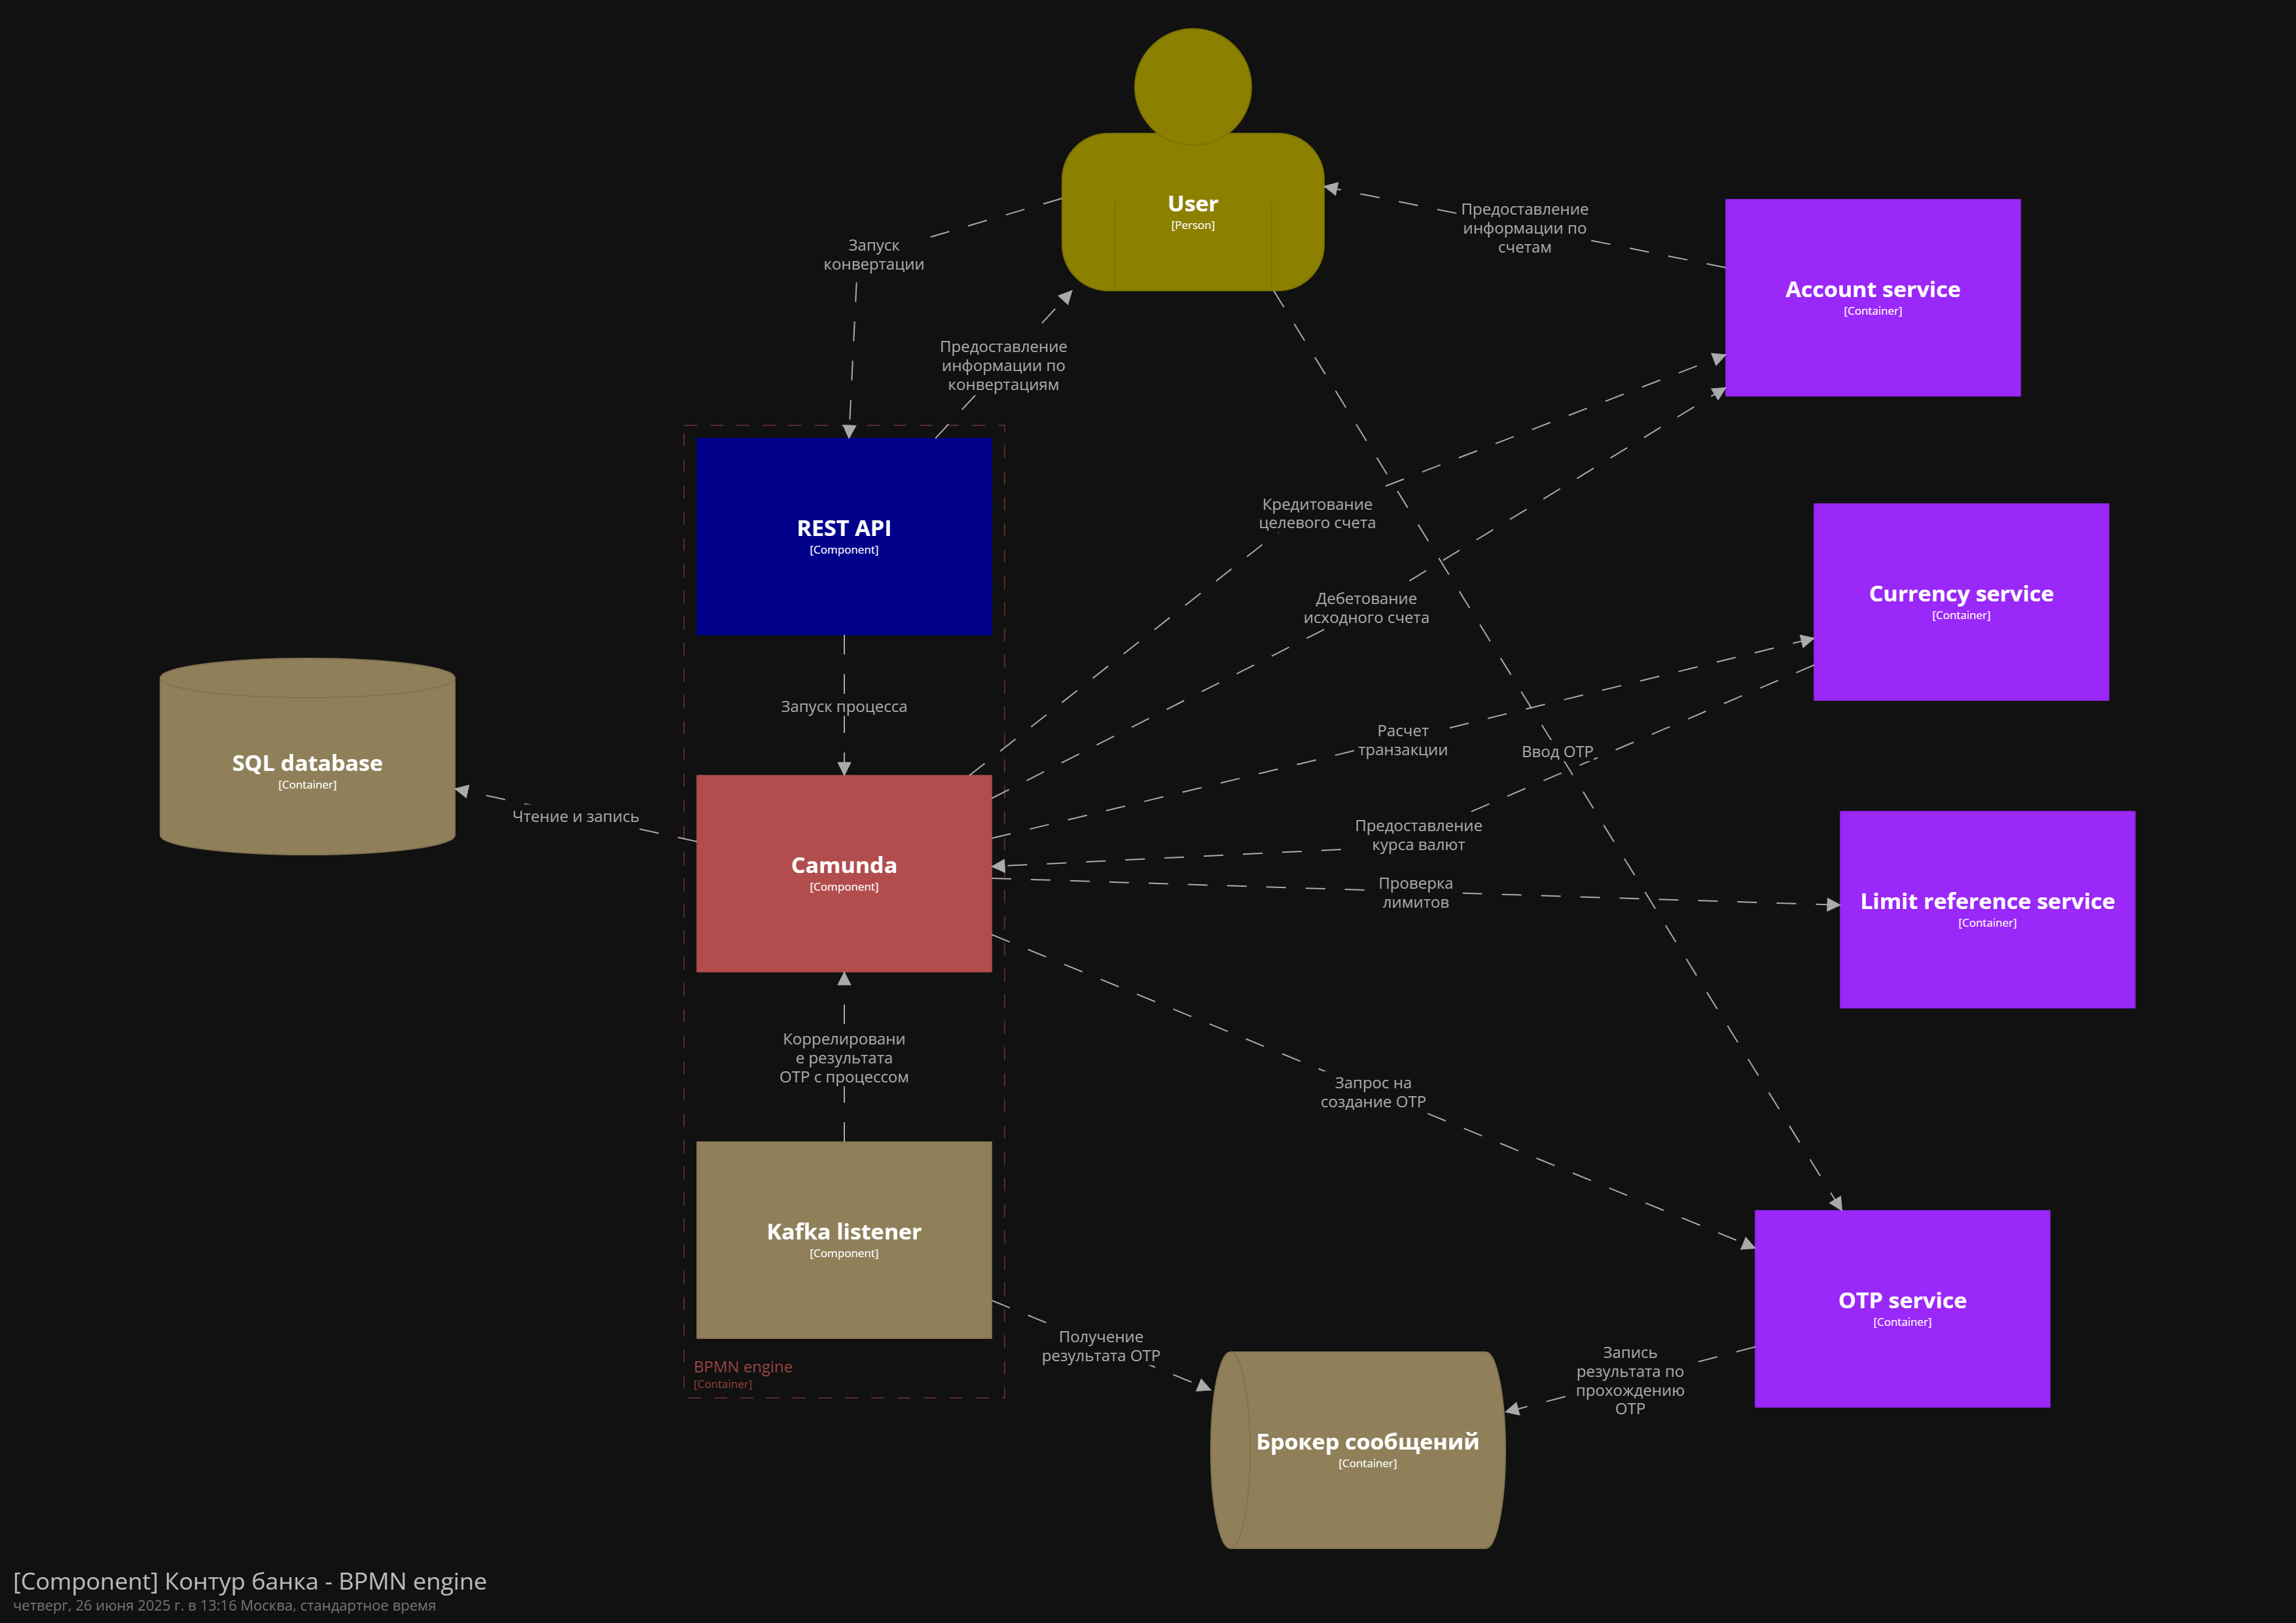 User
[Person]
Предоставление
информации по
счетам
Запуск
конвертации
Account service
[Container]
Предоставление
информации по
конвертациям
Кредитование
целевого счета
REST API
[Component]
Дебетование
исходного счета
Currency service
[Container]
Запуск процесса
Расчет
транзакции
Ввод OTP
SQL database
[Container]
Чтение и запись
Предоставление
курса валют
Camunda
[Component]
Проверка
лимитов
Limit reference service
[Container]
Коррелировани
е результата
OTP с процессом
Запрос на
создание OTP
Kafka listener
[Component]
OTP service
[Container]
Получение
результата OTP
BPMN engine
[Container]
Запись
результата по
прохождению
OTP
Брокер сообщений
[Container]
[Component] Контур банка - BPMN engine
четверг, 26 июня 2025 г. в 13:16 Москва, стандартное время